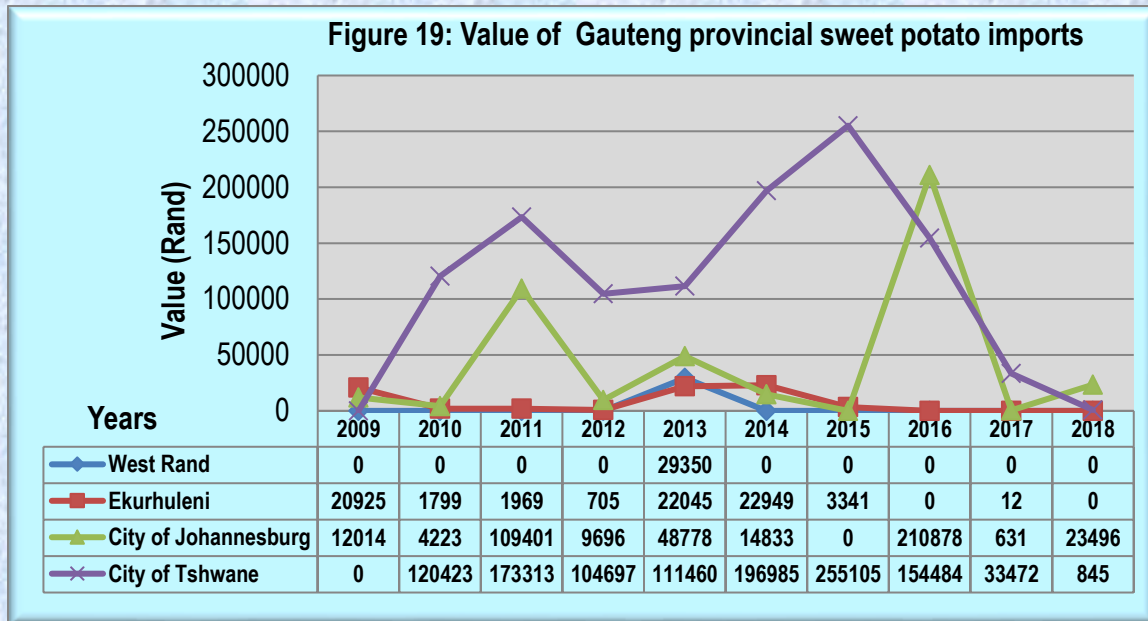 Figure 19: Value of Gauteng provincial sweet potato imports
300000
250000
200000
150000
100000
50000
0
Value (Rand)
Years 2009 2010 2011 2012 2013 2014 2015 2016 2017 2018
West Rand 0 0 0 0 29350 0 0 0 0 0
Ekurhuleni 20925 1799 1969 705 22045 22949 3341 0 12 0
City of Johannesburg 12014 4223 109401 9696 48778 14833 0 210878 631 23496
City of Tshwane 0 120423 173313 104697 111460 196985 255105 154484 33472 845